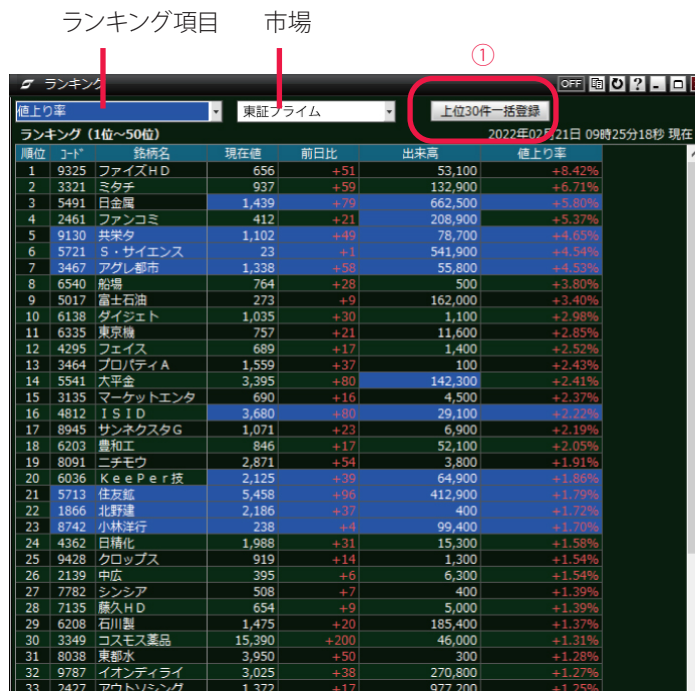 ランキング項目 市場
①
ランキング OFF ?
値上り率 東証プライム 上位30件一括登録
ランキング（1位～50位） 2022年02月21日 09時25分18秒 現在
順位 コード 銘柄名 現在値 前日比 出来高 値上り率
1 9325 ファイズHD 656 +51 53,100 +8.42%
2 3321 ミタチ 937 +59 132,900 +6.71%
3 5491 日金属 1,439 +79 662,500 +5.80%
4 2461 ファンコミ 412 +21 208,900 +5.37%
5 9130 共栄タ 1,102 +49 78,700 +4.65%
6 5721 S・サイエンス 23 +1 541,900 +4.54%
7 3467 アグレ都市 1,338 +58 55,800 +4.53%
8 6540 船場 764 +28 500 +3.80%
9 5017 富士石油 273 +9 162,000 +3.40%
10 6138 ダイジェト 1,035 +30 1,100 +2.98%
11 6335 東京機 757 +21 11,600 +2.85%
12 4295 フェイス 689 +17 1,400 +2.52%
13 3464 プロパティA 1,559 +37 100 +2.43%
14 5541 大平金 3,395 +80 142,300 +2.41%
15 3135 マーケットエンタ 690 +16 4,500 +2.37%
16 4812 ISID 3,680 +80 29,100 +2.22%
17 8945 サンネクスタG 1,071 +23 6,900 +2.19%
18 6203 豊和工 846 +17 52,100 +2.05%
19 8091 ニチモウ 2,871 +54 3,800 +1.91%
20 6036 KeePer技 2,125 +39 64,900 +1.86%
21 5713 住友鉱 5,458 +96 412,900 +1.79%
22 1866 北野建 2,186 +37 400 +1.72%
23 8742 小林洋行 238 +4 99,400 +1.70%
24 4362 日精化 1,988 +31 15,300 +1.58%
25 9428 クロップス 919 +14 1,300 +1.54%
26 2139 中広 395 +6 6,300 +1.54%
27 7782 シンシア 508 +7 400 +1.39%
28 7135 藤久HD 654 +9 5,000 +1.39%
29 6208 石川製 1,475 +20 185,400 +1.37%
30 3349 コスモス薬品 15,390 +200 46,000 +1.31%
31 8038 東都水 3,950 +50 300 +1.28%
32 9787 イオンディライ 3,025 +38 270,800 +1.27%
33 2427 アウトソシング 1,372 +17 977,200 +1.25%